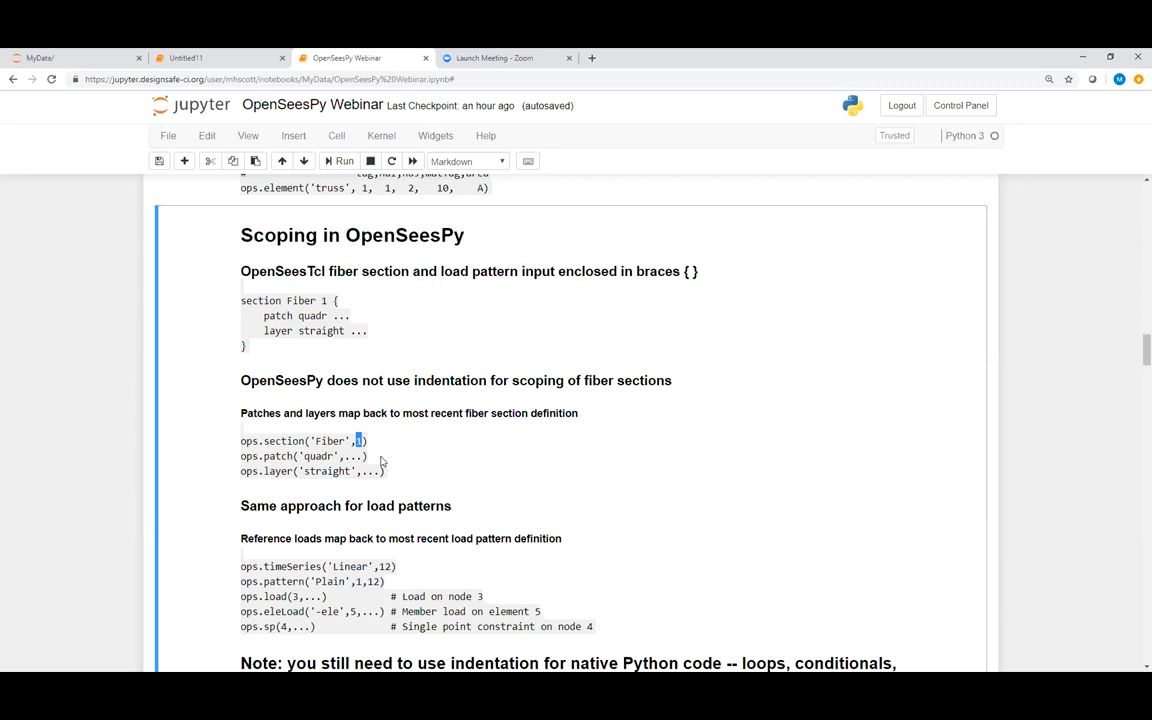 MyData/
Untitled11
OpenSeesPy Webinar
Launch Meeting - Zoom
https://jupyter.designsafe-ci.org/user/mhscott/notebooks/MyData/OpenSeesPy%20Webinar.ipynb#
M
jupyter OpenSeesPy Webinar Last Checkpoint: an hour ago (autosaved)
Logout
Control Panel
File Edit View Insert Cell Kernel Widgets Help
Trusted
Python 3
Run
Markdown
# tag,ndI,ndJ,matTag,area
ops.element('truss', 1, 1, 2, 10, A)
Scoping in OpenSeesPy
OpenSeesTcl fiber section and load pattern input enclosed in braces { }
section Fiber 1 {
patch quadr ...
layer straight ...
}
OpenSeesPy does not use indentation for scoping of fiber sections
Patches and layers map back to most recent fiber section definition
ops.section('Fiber',1)
ops.patch('quadr',...)
ops.layer('straight',...)
Same approach for load patterns
Reference loads map back to most recent load pattern definition
ops.timeSeries('Linear',12)
ops.pattern('Plain',1,12)
ops.load(3,...) # Load on node 3
ops.eleLoad('-ele',5,...) # Member load on element 5
ops.sp(4,...) # Single point constraint on node 4
Note: you still need to use indentation for native Python code -- loops, conditionals,